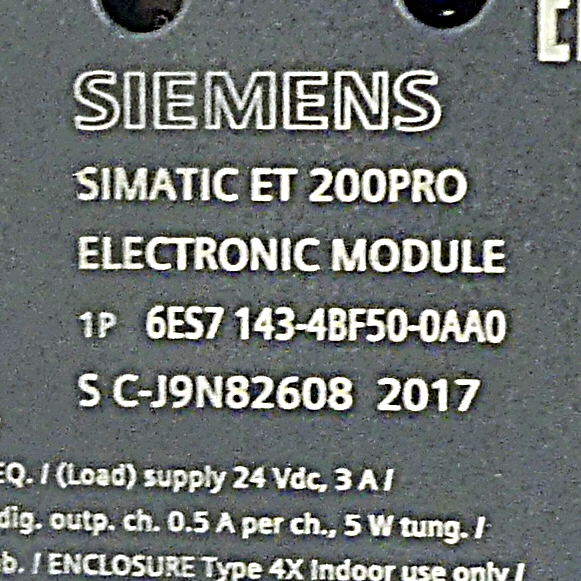 SIEMENS
SIMATIC ET 200PRO
ELECTRONIC MODULE
1P 6ES7 143-4BF50-0AA0
S C-J9N82608 2017
EQ. / (Load) supply 24 Vdc, 3 A /
dig. outp. ch. 0.5 A per ch., 5 W tung. /
b. / ENCLOSURE Type 4X Indoor use only /